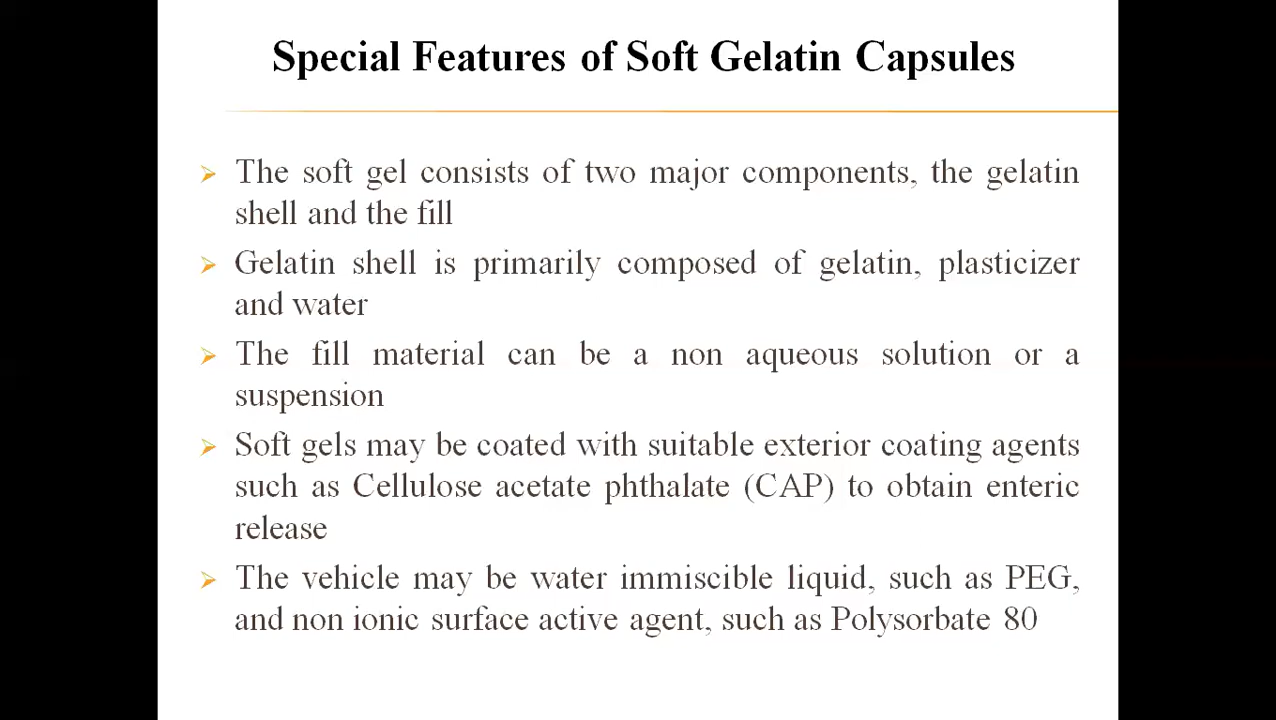 Special Features of Soft Gelatin Capsules
The soft gel consists of two major components, the gelatin
shell and the fill
Gelatin shell is primarily composed of gelatin, plasticizer
and water
The fill material can be a non aqueous solution or a
suspension
Soft gels may be coated with suitable exterior coating agents
such as Cellulose acetate phthalate (CAP) to obtain enteric
release
The vehicle may be water immiscible liquid, such as PEG,
and non ionic surface active agent, such as Polysorbate 80